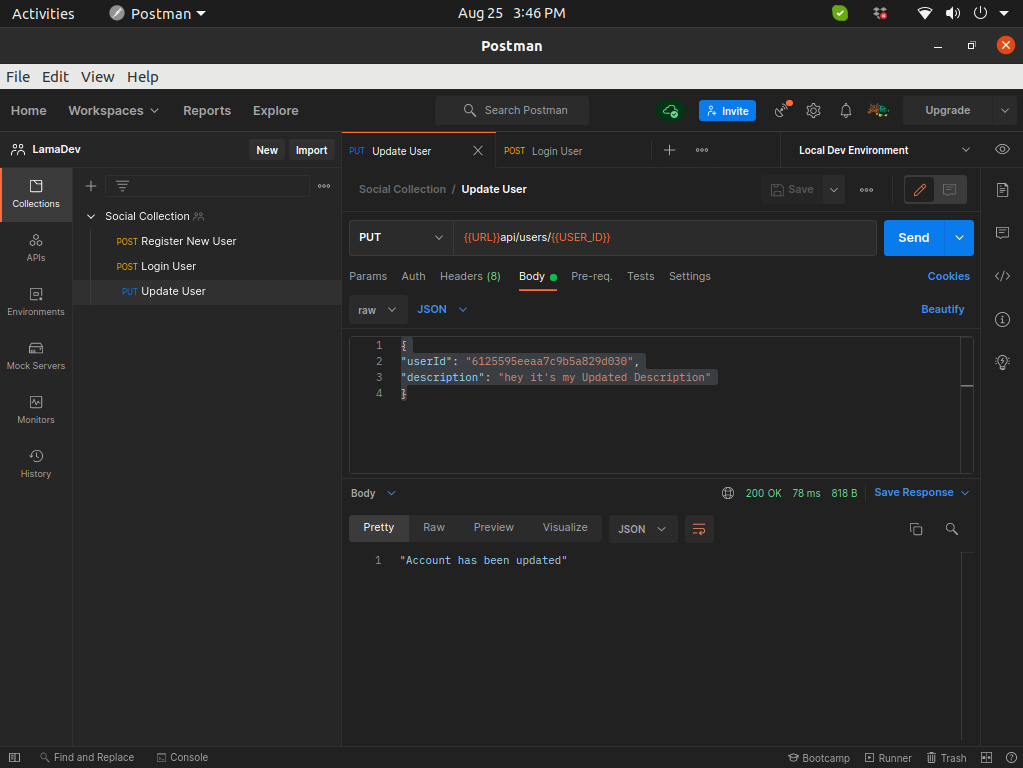 Activities Postman Aug 25 3:46 PM
Postman
File Edit View Help
Home Workspaces Reports Explore Search Postman Invite Upgrade
LamaDev New Import
PUT Update User POST Login User Local Dev Environment
Collections
APIs
Environments
Mock Servers
Monitors
History
Social Collection
POST Register New User
POST Login User
PUT Update User
Social Collection / Update User Save
PUT {{URL}}api/users/{{USER_ID}} Send
Params Auth Headers (8) Body Pre-req. Tests Settings Cookies
raw JSON Beautify
1 {
2 "userId": "6125595eeaa7c9b5a829d030",
3 "description": "hey it's my Updated Description"
4 }
Body 200 OK 78 ms 818 B Save Response
Pretty Raw Preview Visualize JSON
1 "Account has been updated"
Find and Replace Console Bootcamp Runner Trash